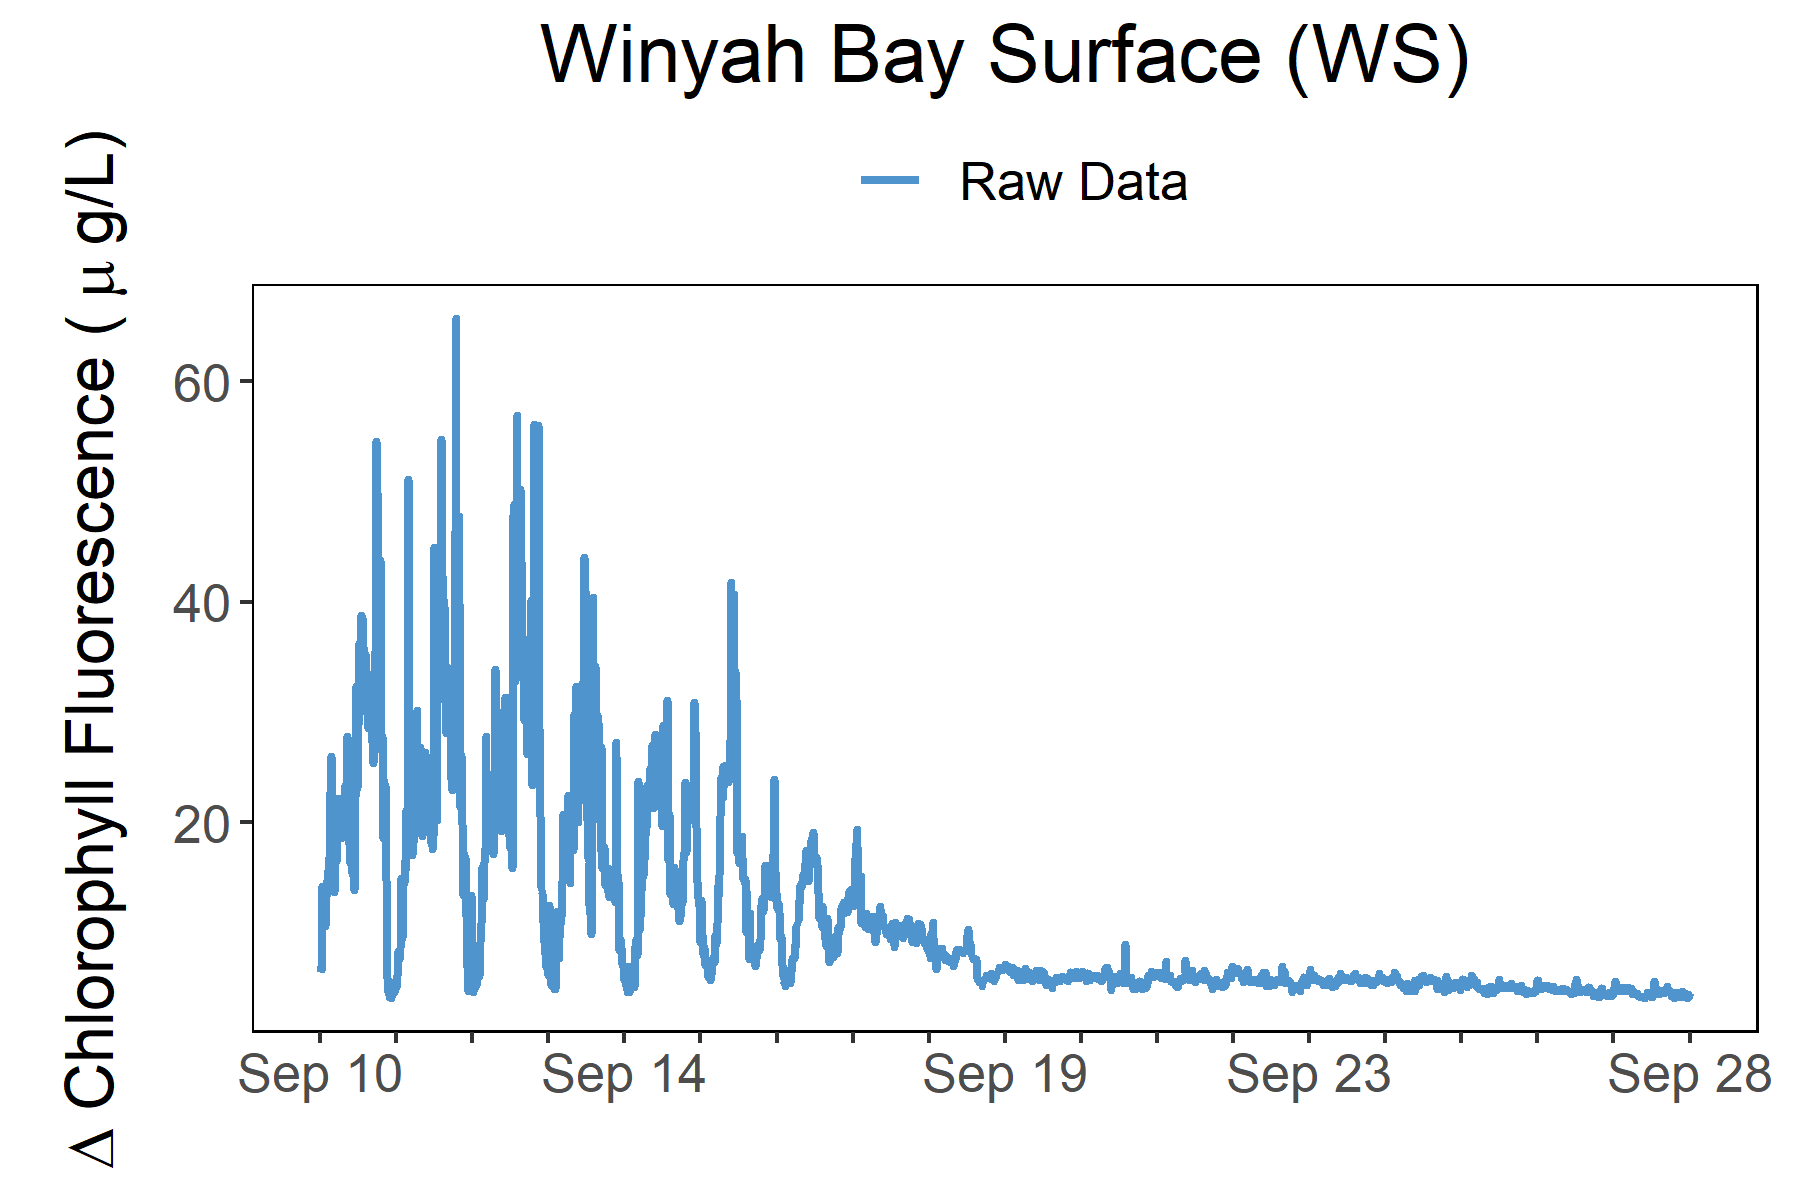 Winyah Bay Surface (WS)
Raw Data
Δ Chlorophyll Fluorescence ( μ g/L)
60
40
20
Sep 10
Sep 14
Sep 19
Sep 23
Sep 28